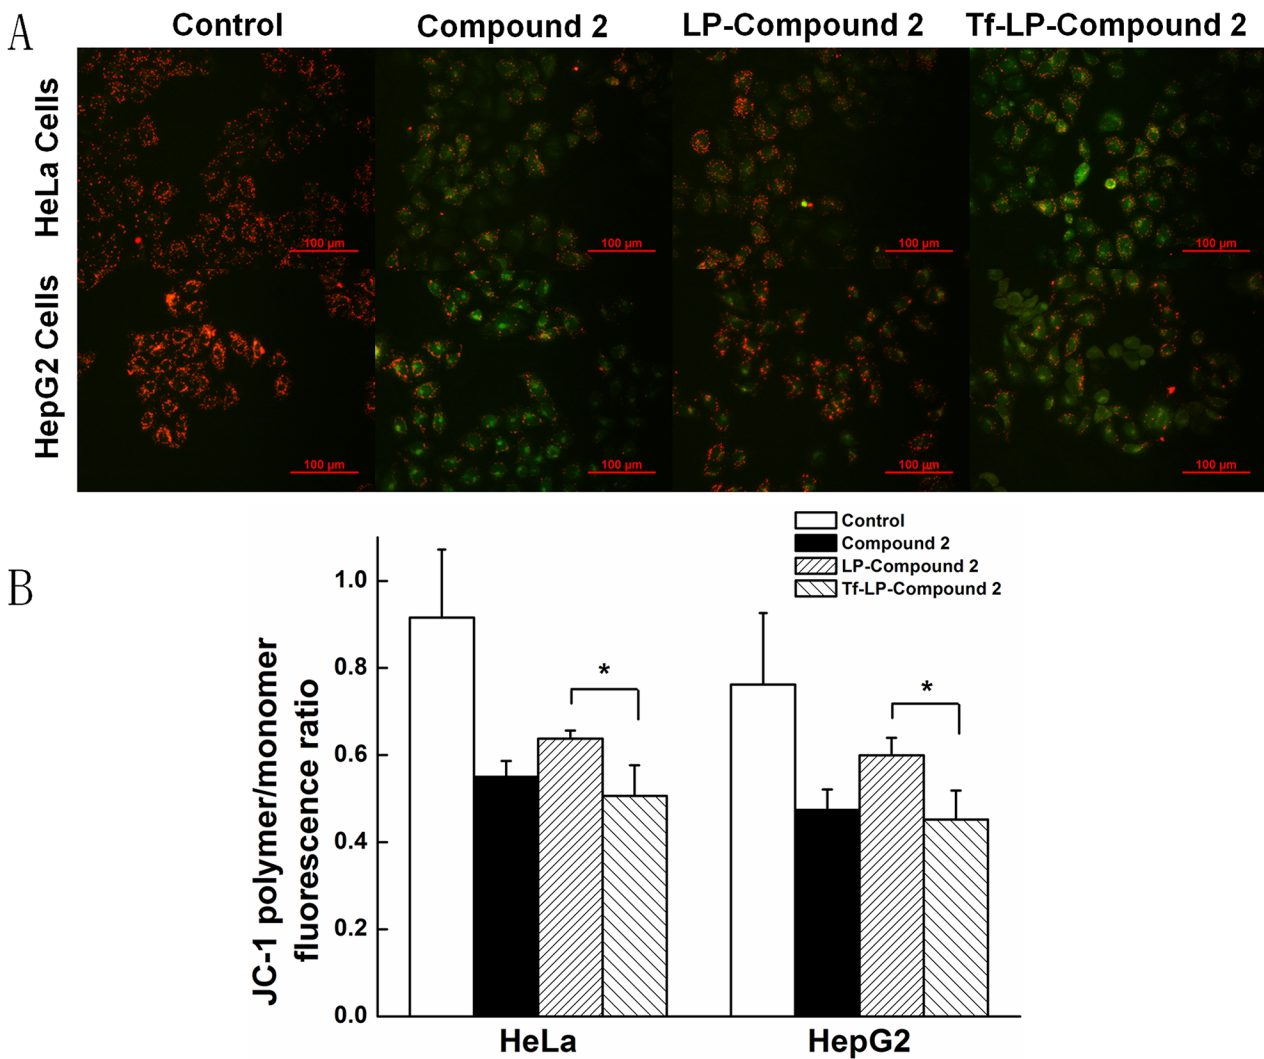 A
Control
Compound 2
LP-Compound 2
Tf-LP-Compound 2
HeLa Cells
100 µm
100 µm
100 µm
100 µm
HepG2 Cells
100 µm
100 µm
100 µm
100 µm
B
Control
Compound 2
LP-Compound 2
Tf-LP-Compound 2
JC-1 polymer/monomer
fluorescence ratio
1.0
0.8
0.6
0.4
0.2
0.0
*
*
HeLa
HepG2